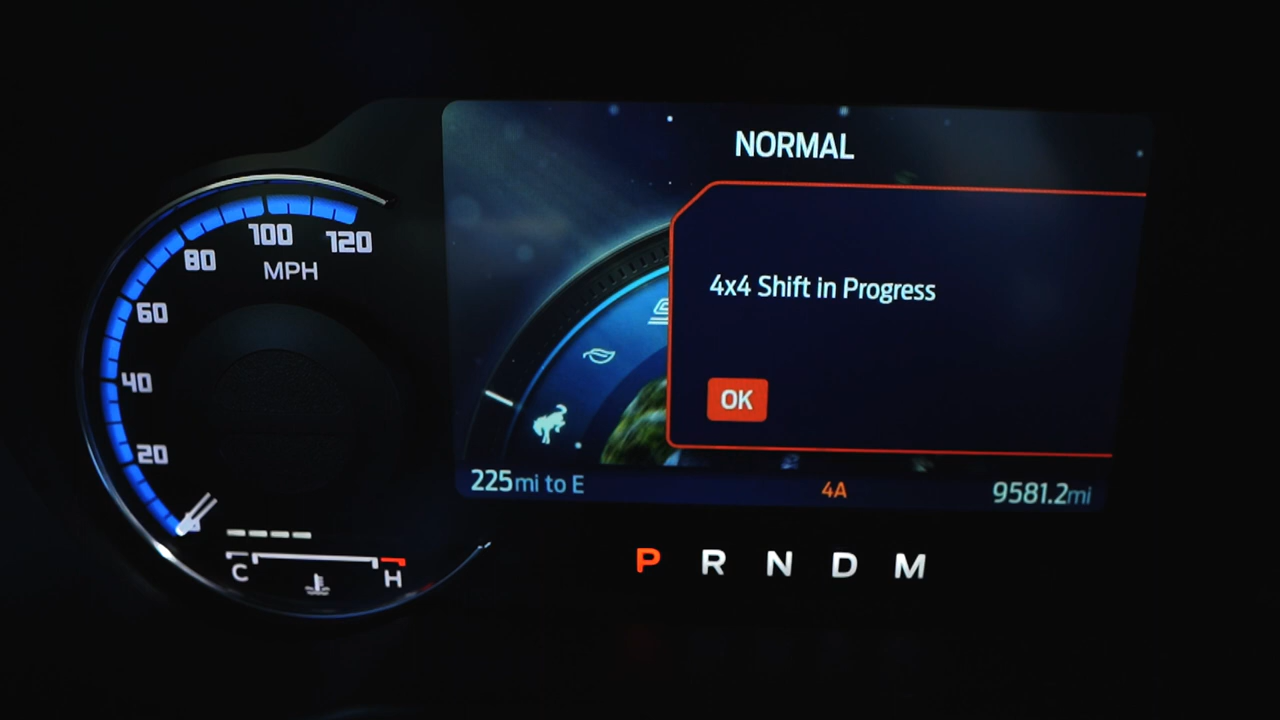 NORMAL
100
120
80
MPH
60
4x4 Shift in Progress
40
OK
20
225mi to E
4A
9581.2mi
C
H
P R N D M